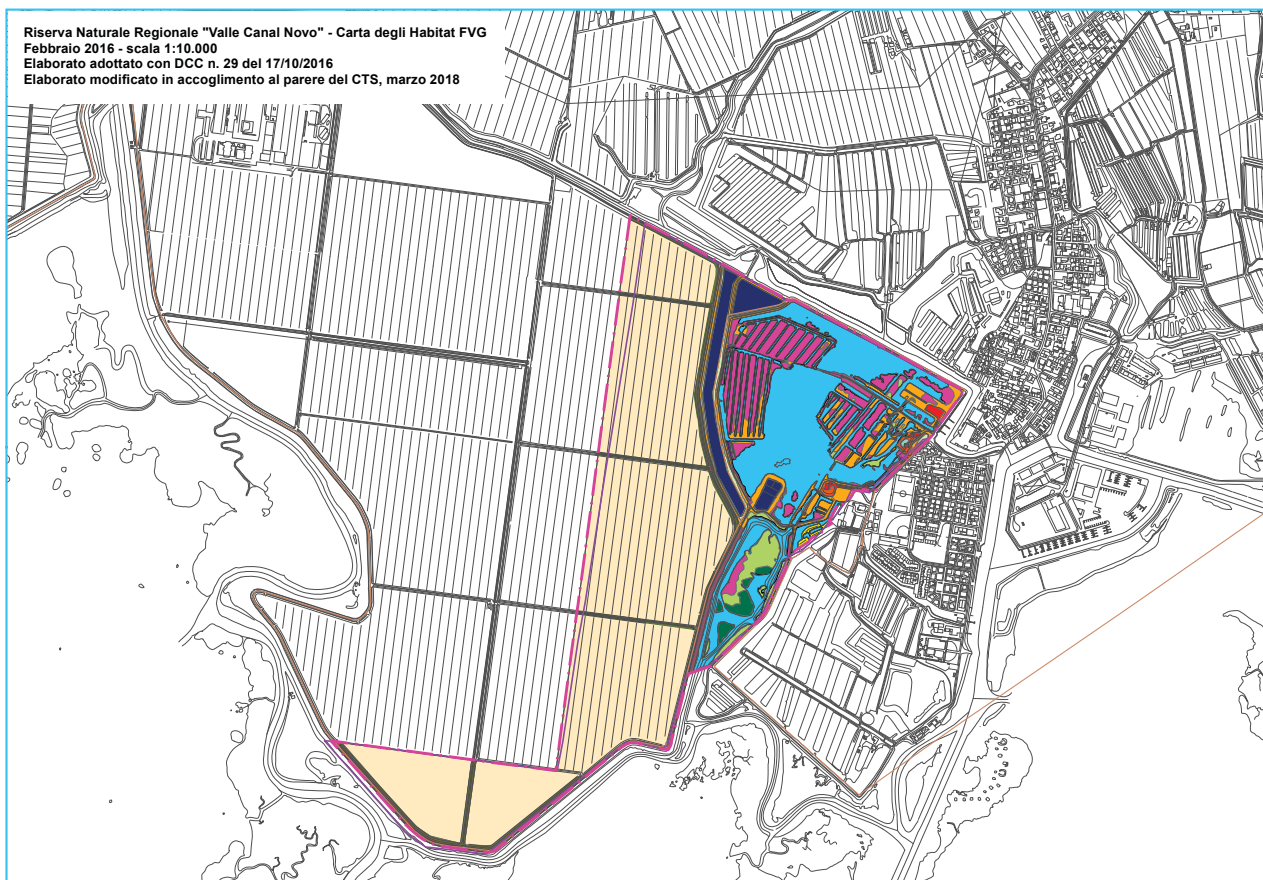 Riserva Naturale Regionale "Valle Canal Novo" - Carta degli Habitat FVG
Febbraio 2016 - scala 1:10.000
Elaborato adottato con DCC n. 29 del 17/10/2016
Elaborato modificato in accoglimento al parere del CTS, marzo 2018